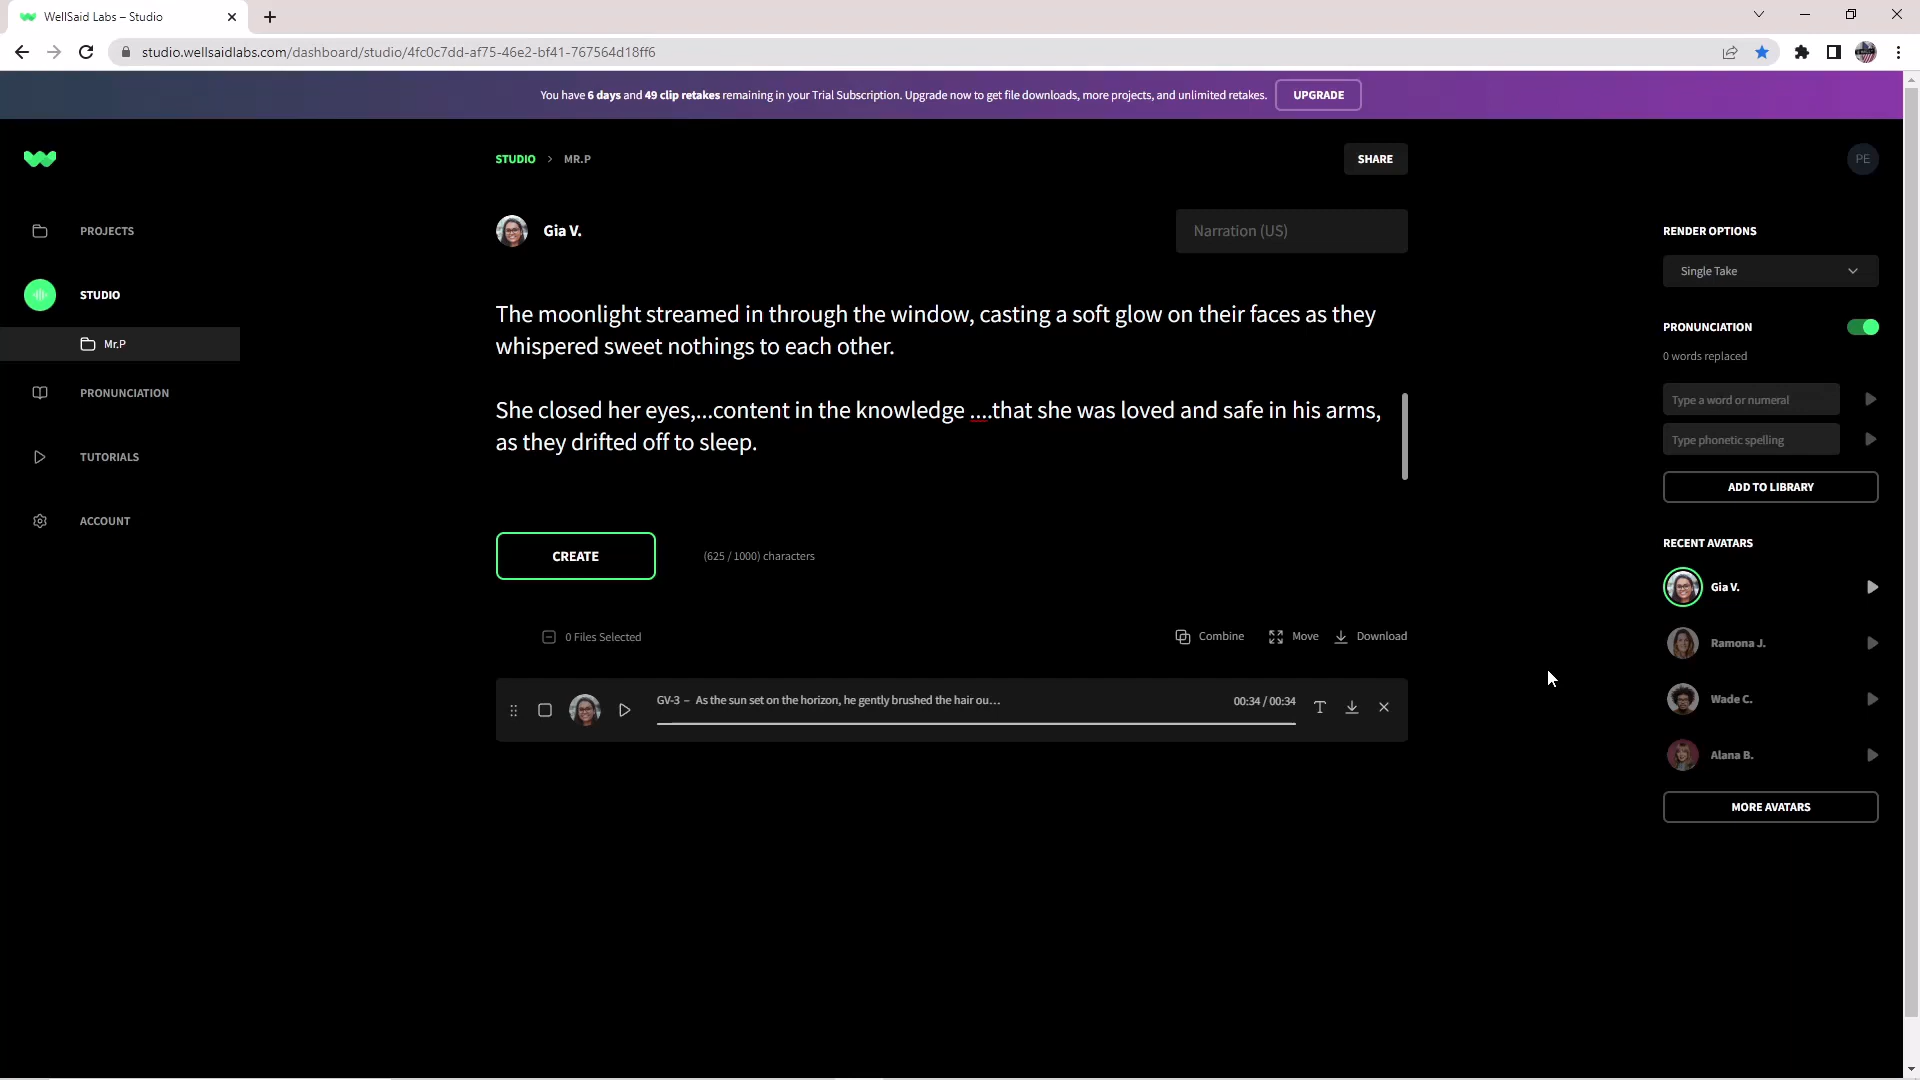 WellSaid Labs – Studio
studio.wellsaidlabs.com/dashboard/studio/4fc0c7dd-af75-46e2-bf41-767564d18ff6
You have 6 days and 49 clip retakes remaining in your Trial Subscription. Upgrade now to get file downloads, more projects, and unlimited retakes.
UPGRADE
STUDIO > MR.P
SHARE
PE
PROJECTS
STUDIO
Mr.P
PRONUNCIATION
TUTORIALS
ACCOUNT
Gia V.
Narration (US)
The moonlight streamed in through the window, casting a soft glow on their faces as they
whispered sweet nothings to each other.
She closed her eyes,...content in the knowledge ....that she was loved and safe in his arms,
as they drifted off to sleep.
CREATE
(625 / 1000) characters
0 Files Selected
Combine
Move
Download
GV-3 – As the sun set on the horizon, he gently brushed the hair ou...
00:34 / 00:34
RENDER OPTIONS
Single Take
PRONUNCIATION
0 words replaced
Type a word or numeral
Type phonetic spelling
ADD TO LIBRARY
RECENT AVATARS
Gia V.
Ramona J.
Wade C.
Alana B.
MORE AVATARS